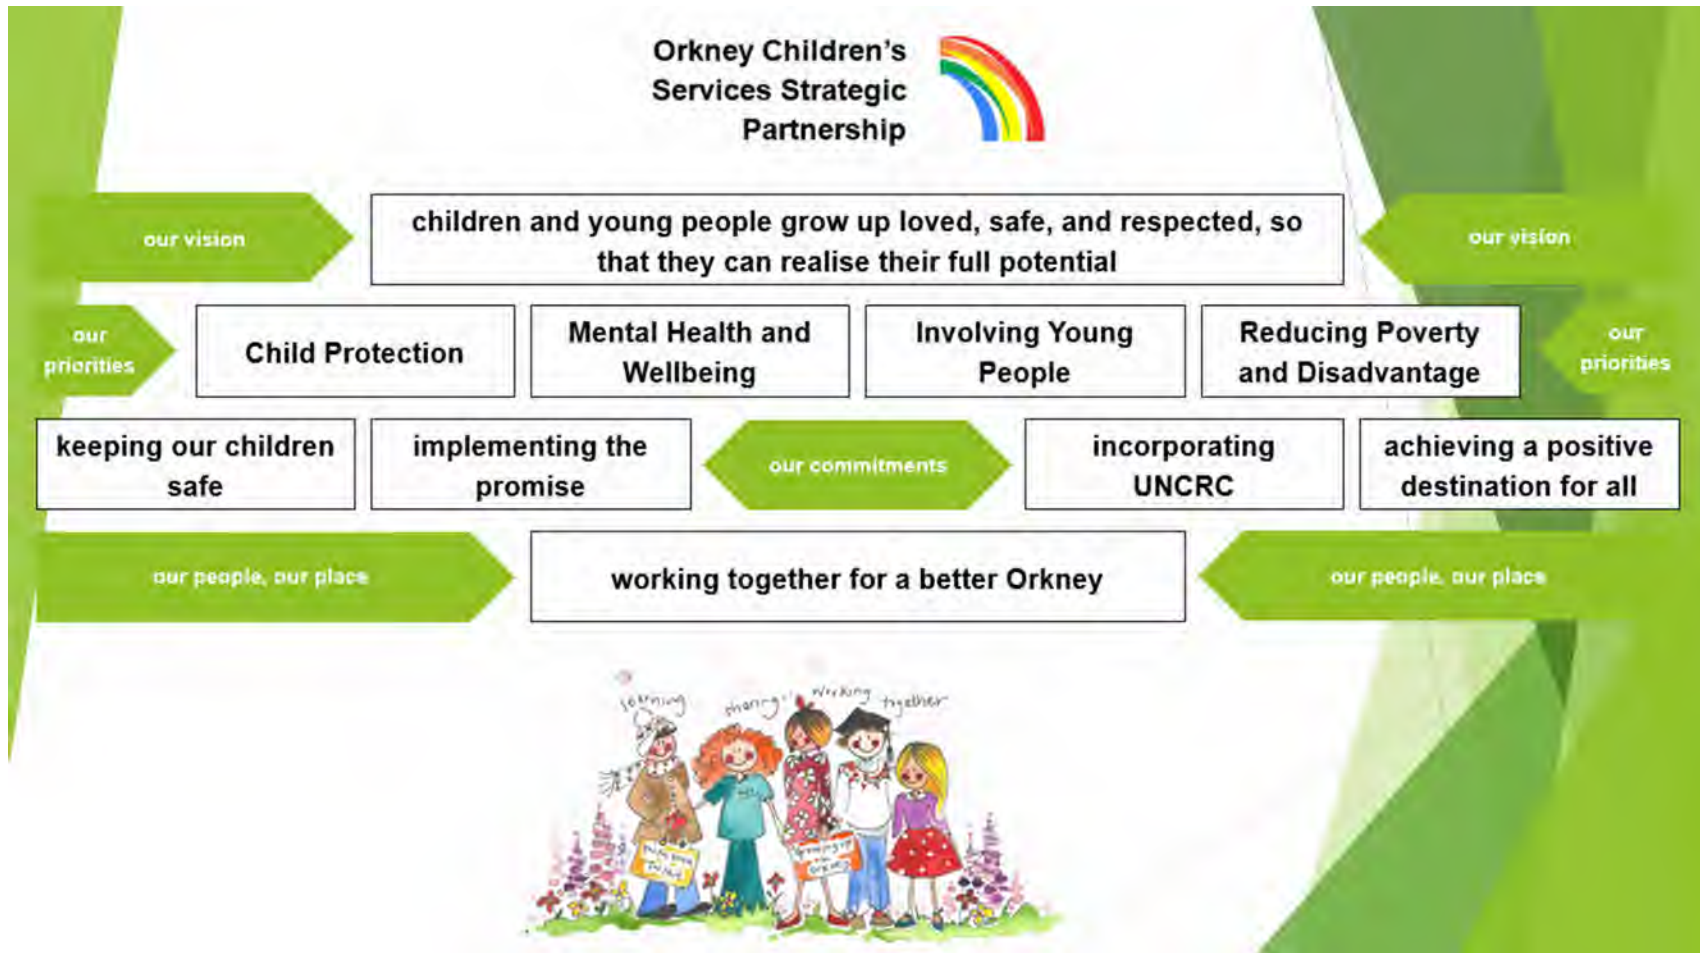 Orkney Children's
Services Strategic
Partnership
our vision
children and young people grow up loved, safe, and respected, so
that they can realise their full potential
our vision
our
priorities
Child Protection
Mental Health and
Wellbeing
Involving Young
People
Reducing Poverty
and Disadvantage
our
priorities
keeping our children
safe
implementing the
promise
our commitments
incorporating
UNCRC
achieving a positive
destination for all
our people, our place
working together for a better Orkney
our people, our place
learning sharing working together
growing up
in
orkney